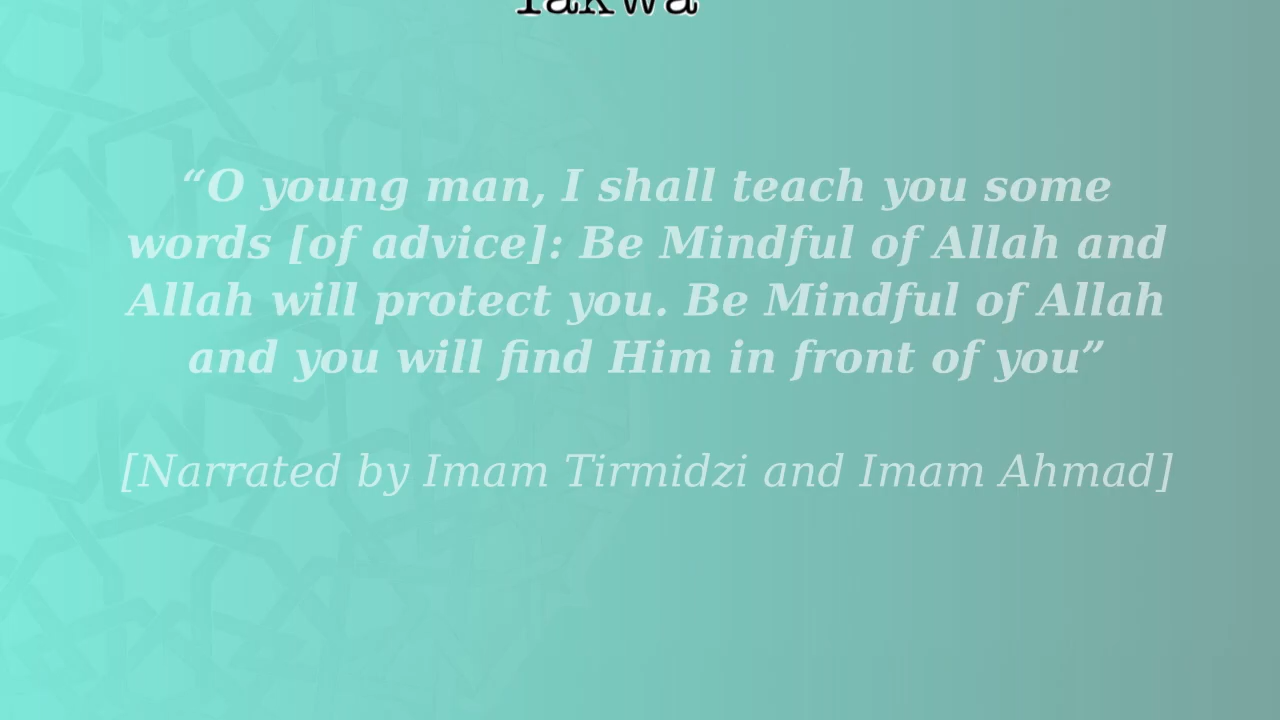 Takwa
“O young man, I shall teach you some
words [of advice]: Be Mindful of Allah and
Allah will protect you. Be Mindful of Allah
and you will find Him in front of you”
[Narrated by Imam Tirmidzi and Imam Ahmad]